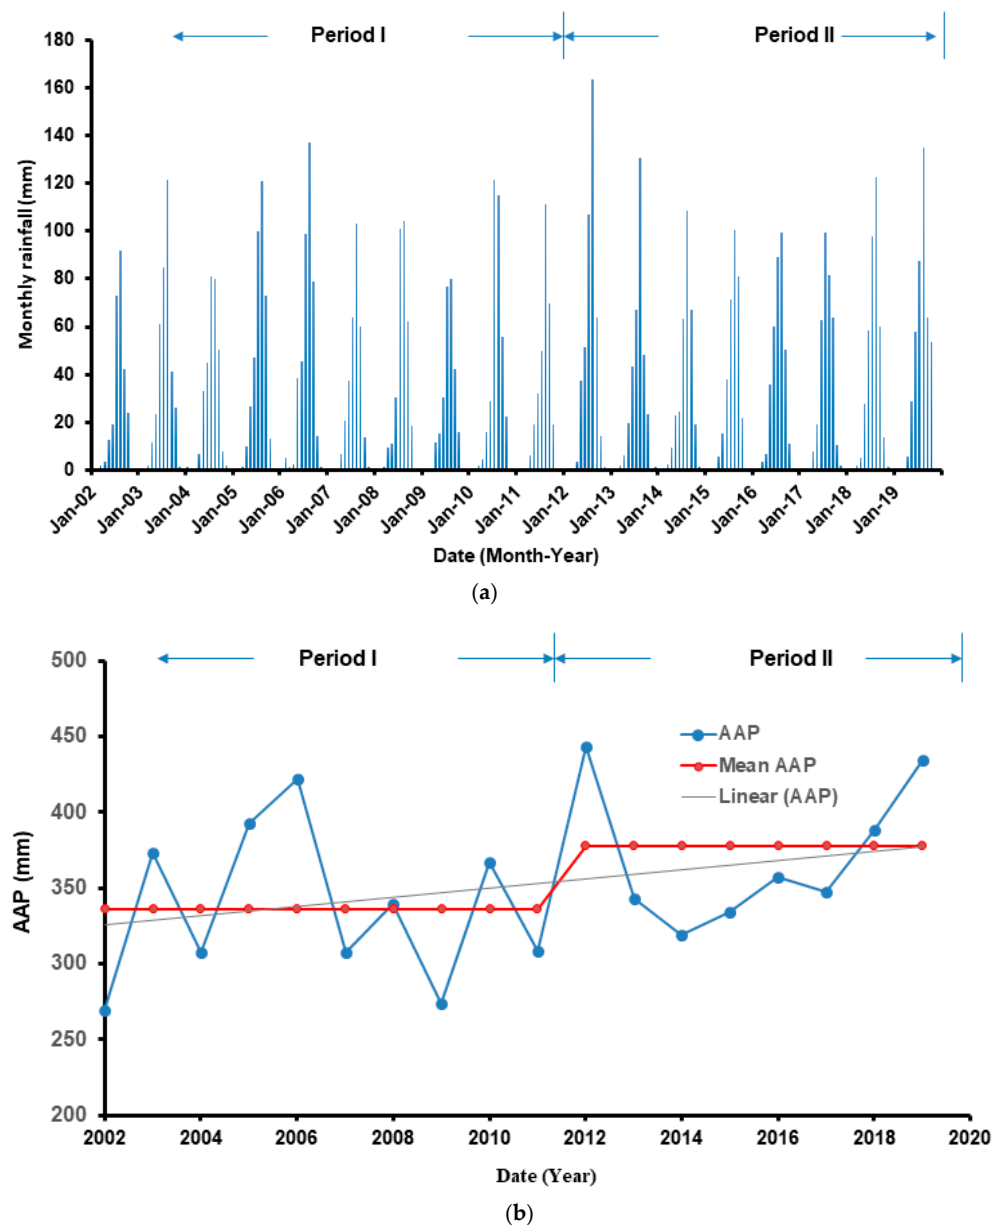 Period I
Period II
180
160
140
120
100
80
60
40
20
0
Monthly rainfall (mm)
Jan-02
Jan-03
Jan-04
Jan-05
Jan-06
Jan-07
Jan-08
Jan-09
Jan-10
Jan-11
Jan-12
Jan-13
Jan-14
Jan-15
Jan-16
Jan-17
Jan-18
Jan-19
Date (Month-Year)
(a)
Period I
Period II
500
450
400
350
300
250
200
AAP (mm)
AAP
Mean AAP
Linear (AAP)
2002 2004 2006 2008 2010 2012 2014 2016 2018 2020
Date (Year)
(b)